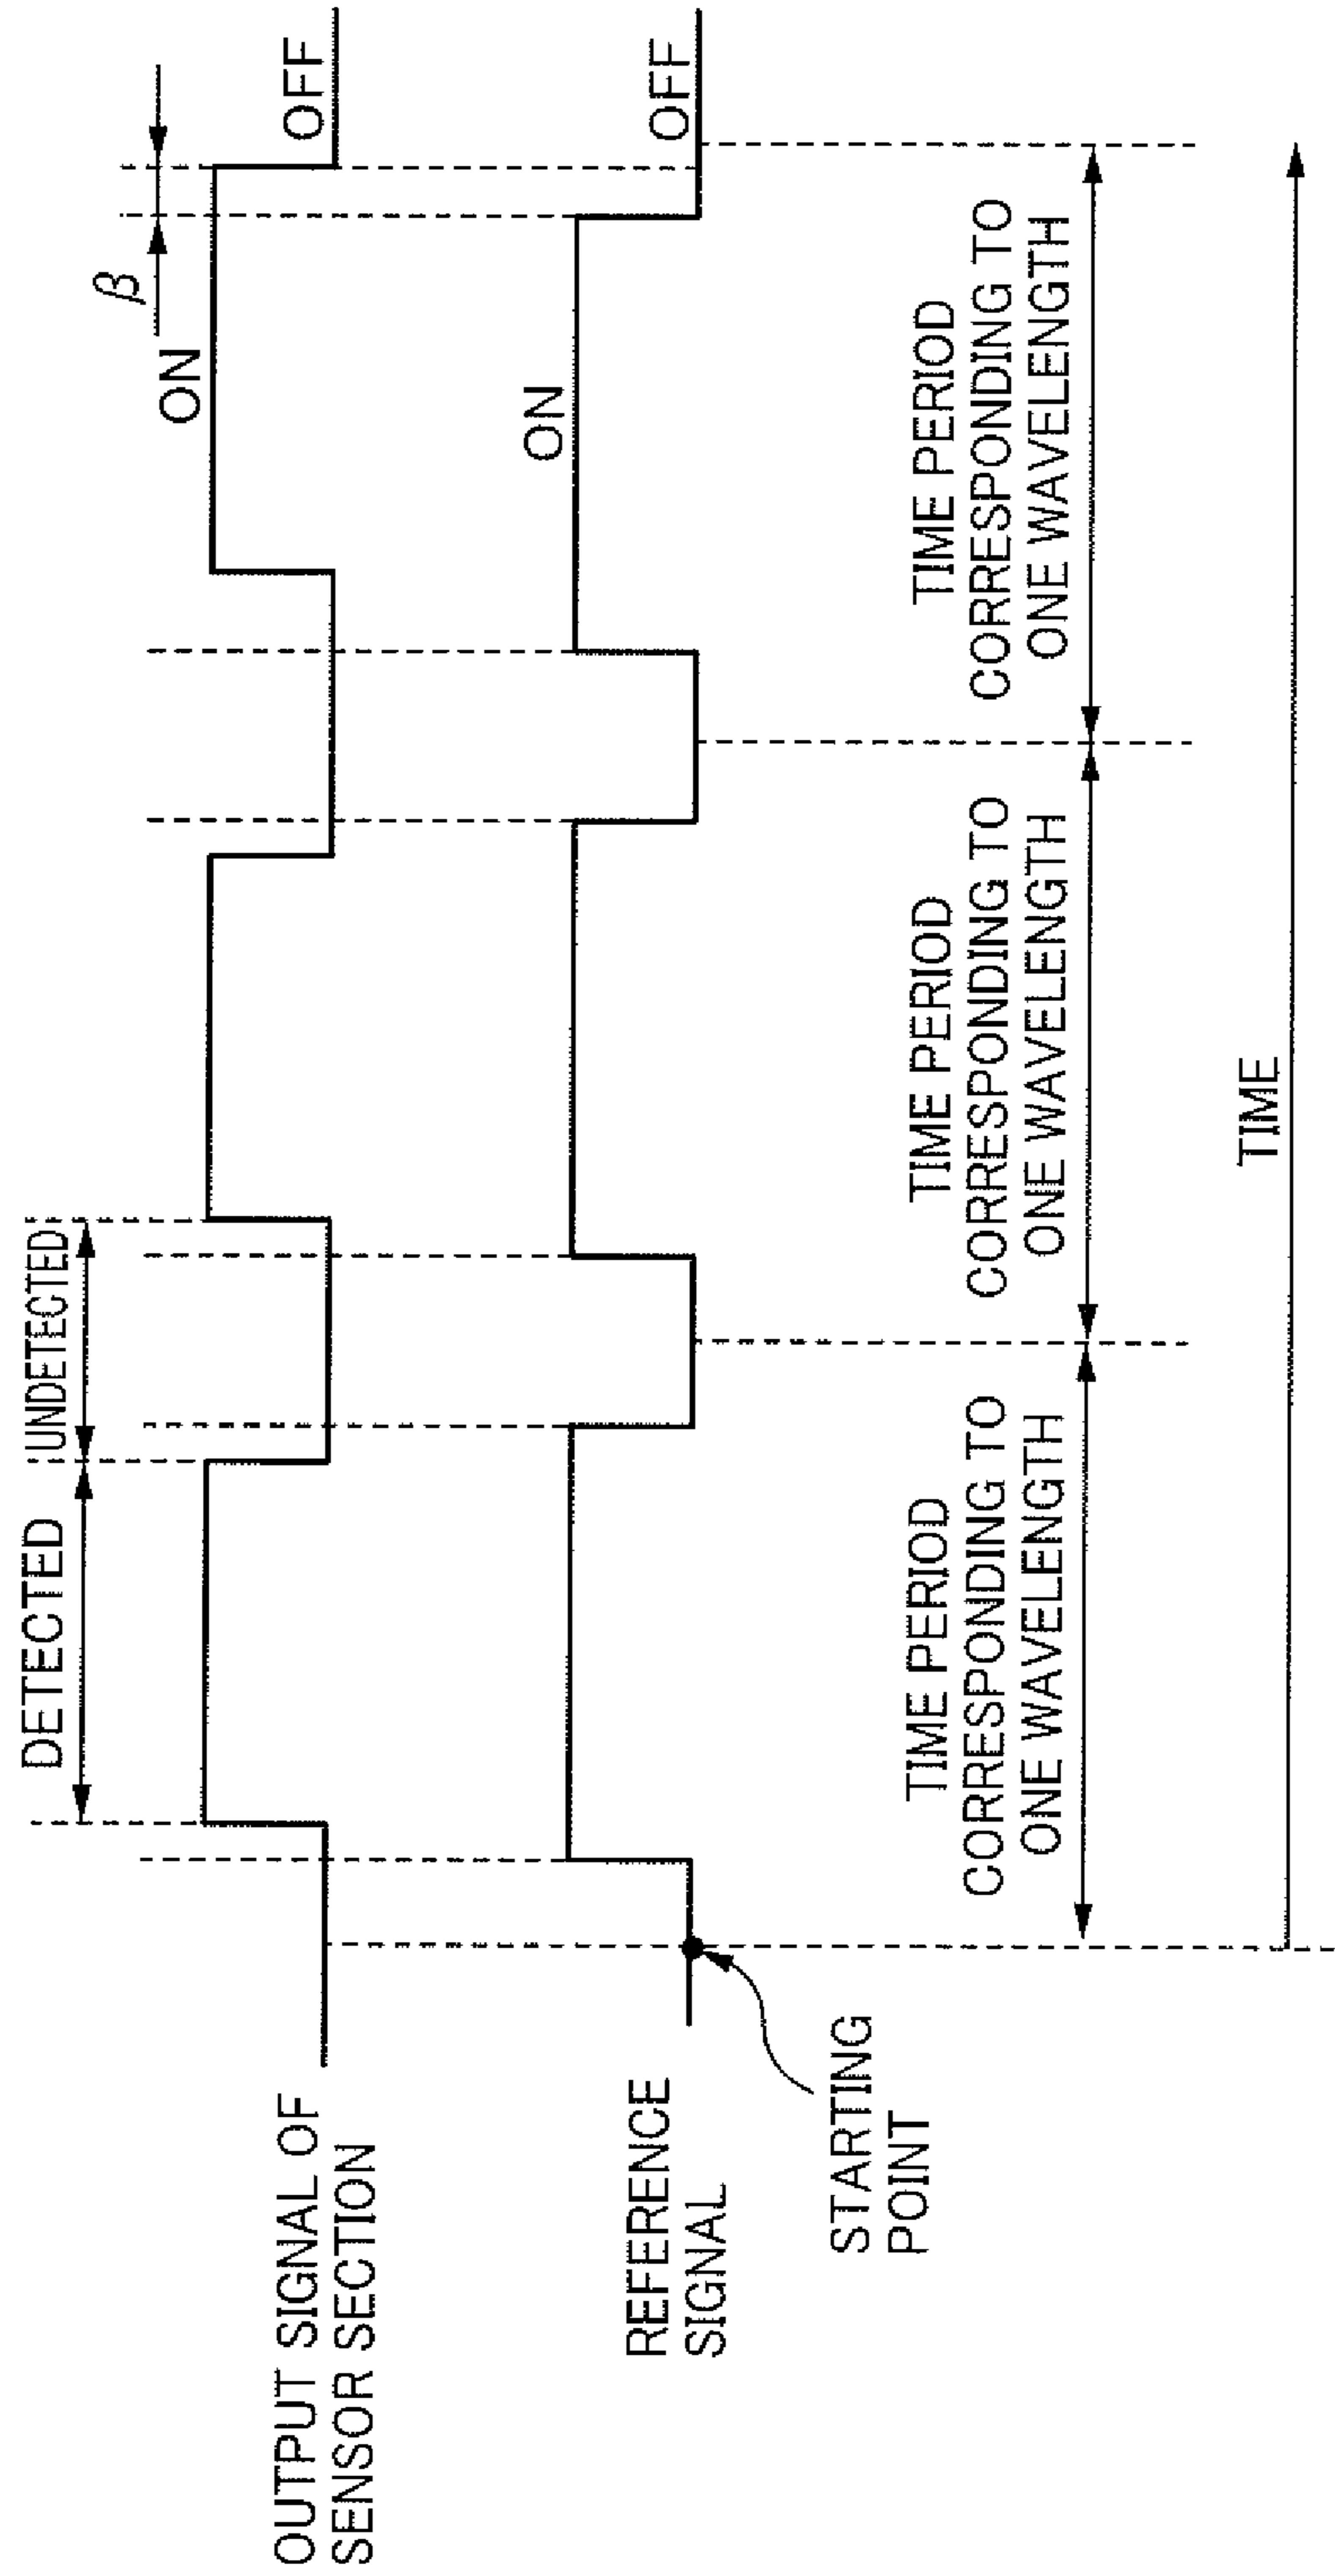 DETECTED
UNDETECTED
β
ON
OFF
OUTPUT SIGNAL OF
SENSOR SECTION
ON
OFF
REFERENCE
SIGNAL
STARTING
POINT
TIME PERIOD
CORRESPONDING TO
ONE WAVELENGTH
TIME PERIOD
CORRESPONDING TO
ONE WAVELENGTH
TIME PERIOD
CORRESPONDING TO
ONE WAVELENGTH
TIME